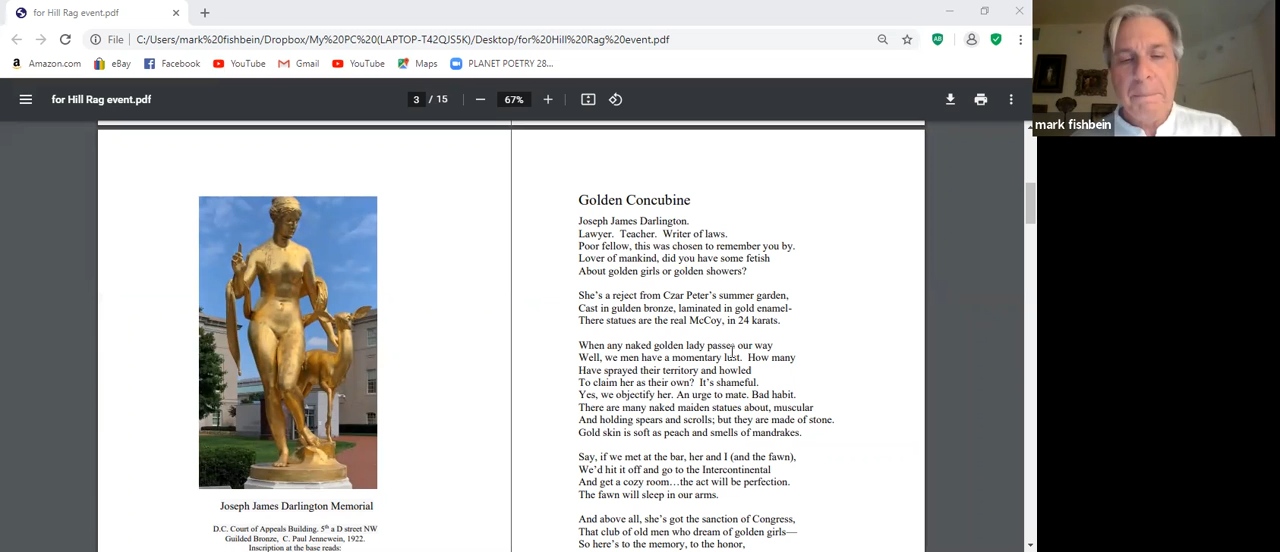 for Hill Rag event.pdf
File
C:/Users/mark%20fishbein/Dropbox/My%20PC%20(LAPTOP-T42QJS5K)/Desktop/for%20Hill%20Rag%20event.pdf
Amazon.com eBay Facebook YouTube Gmail YouTube Maps PLANET POETRY 28...
for Hill Rag event.pdf 3 / 15 67%
mark fishbein
Golden Concubine
Joseph James Darlington.
Lawyer. Teacher. Writer of laws.
Poor fellow, this was chosen to remember you by.
Lover of mankind, did you have some fetish
About golden girls or golden showers?
She's a reject from Czar Peter's summer garden,
Cast in gulden bronze, laminated in gold enamel-
There statues are the real McCoy, in 24 karats.
When any naked golden lady passes our way
Well, we men have a momentary lust. How many
Have sprayed their territory and howled
To claim her as their own? It's shameful.
Yes, we objectify her. An urge to mate. Bad habit.
There are many naked maiden statues about, muscular
And holding spears and scrolls; but they are made of stone.
Gold skin is soft as peach and smells of mandrakes.
Say, if we met at the bar, her and I (and the fawn),
We'd hit it off and go to the Intercontinental
And get a cozy room…the act will be perfection.
The fawn will sleep in our arms.
And above all, she's got the sanction of Congress,
That club of old men who dream of golden girls—
So here's to the memory, to the honor,
Joseph James Darlington Memorial
D.C. Court of Appeals Building. 5th a D street NW
Guilded Bronze, C. Paul Jennewein, 1922.
Inscription at the base reads: